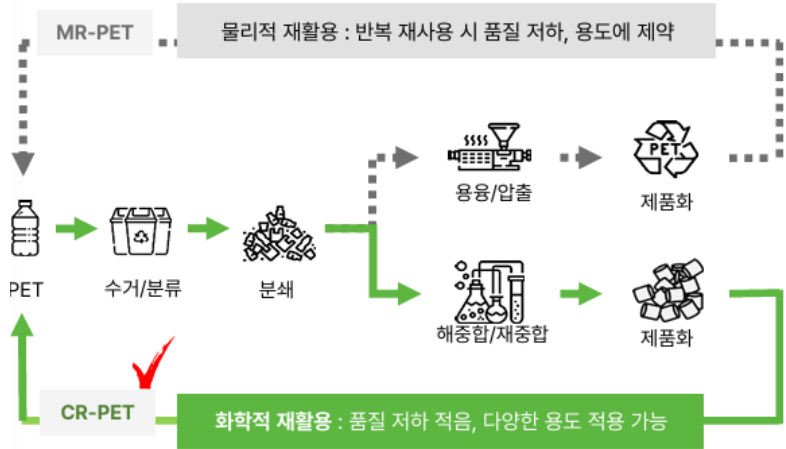 MR-PET
물리적 재활용 : 반복 재사용 시 품질 저하, 용도에 제약
PET
용융/압출
제품화
PET
수거/분류
분쇄
해중합/재중합
제품화
CR-PET
화학적 재활용 : 품질 저하 적음, 다양한 용도 적용 가능